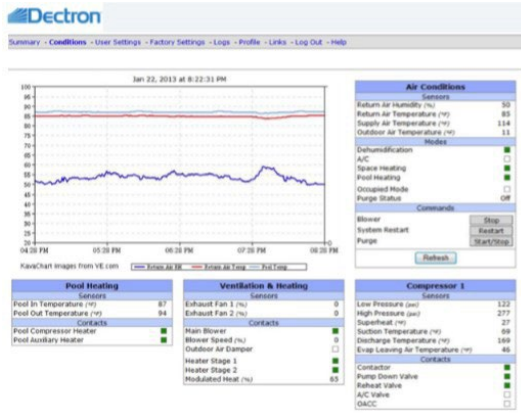 Dectron
Summary - Conditions - User Settings - Factory Settings - Logs - Profile - Links - Log Out - Help
Jan 22, 2013 at 8:22:31 PM
100
95
90
85
80
75
70
65
60
55
50
45
40
35
30
25
20
04:28 PM 05:28 PM 06:28 PM 07:28 PM 08:28 PM
KavaChart images from VE.com
Return Air RH Return Air Temp Pool Temp
Air Conditions
Sensors
Return Air Humidity (%) 50
Return Air Temperature (°F) 85
Supply Air Temperature (°F) 114
Outdoor Air Temperature (°F) 11
Modes
Dehumidification
A/C
Space Heating
Pool Heating
Occupied Mode
Purge Status Off
Commands
Blower Stop
System Restart Restart
Purge Start/Stop
Refresh
Pool Heating
Sensors
Pool In Temperature (°F) 87
Pool Out Temperature (°F) 94
Contacts
Pool Compressor Heater
Pool Auxiliary Heater
Ventilation & Heating
Sensors
Exhaust Fan 1 (%) 0
Exhaust Fan 2 (%) 0
Contacts
Main Blower
Blower Speed (%) 0
Outdoor Air Damper
Heater Stage 1
Heater Stage 2
Modulated Heat (%) 65
Compressor 1
Sensors
Low Pressure (psi) 122
High Pressure (psi) 277
Superheat (°F) 27
Suction Temperature (°F) 69
Discharge Temperature (°F) 169
Evap Leaving Air Temperature (°F) 46
Contacts
Contactor
Pump Down Valve
Reheat Valve
A/C Valve
OACC